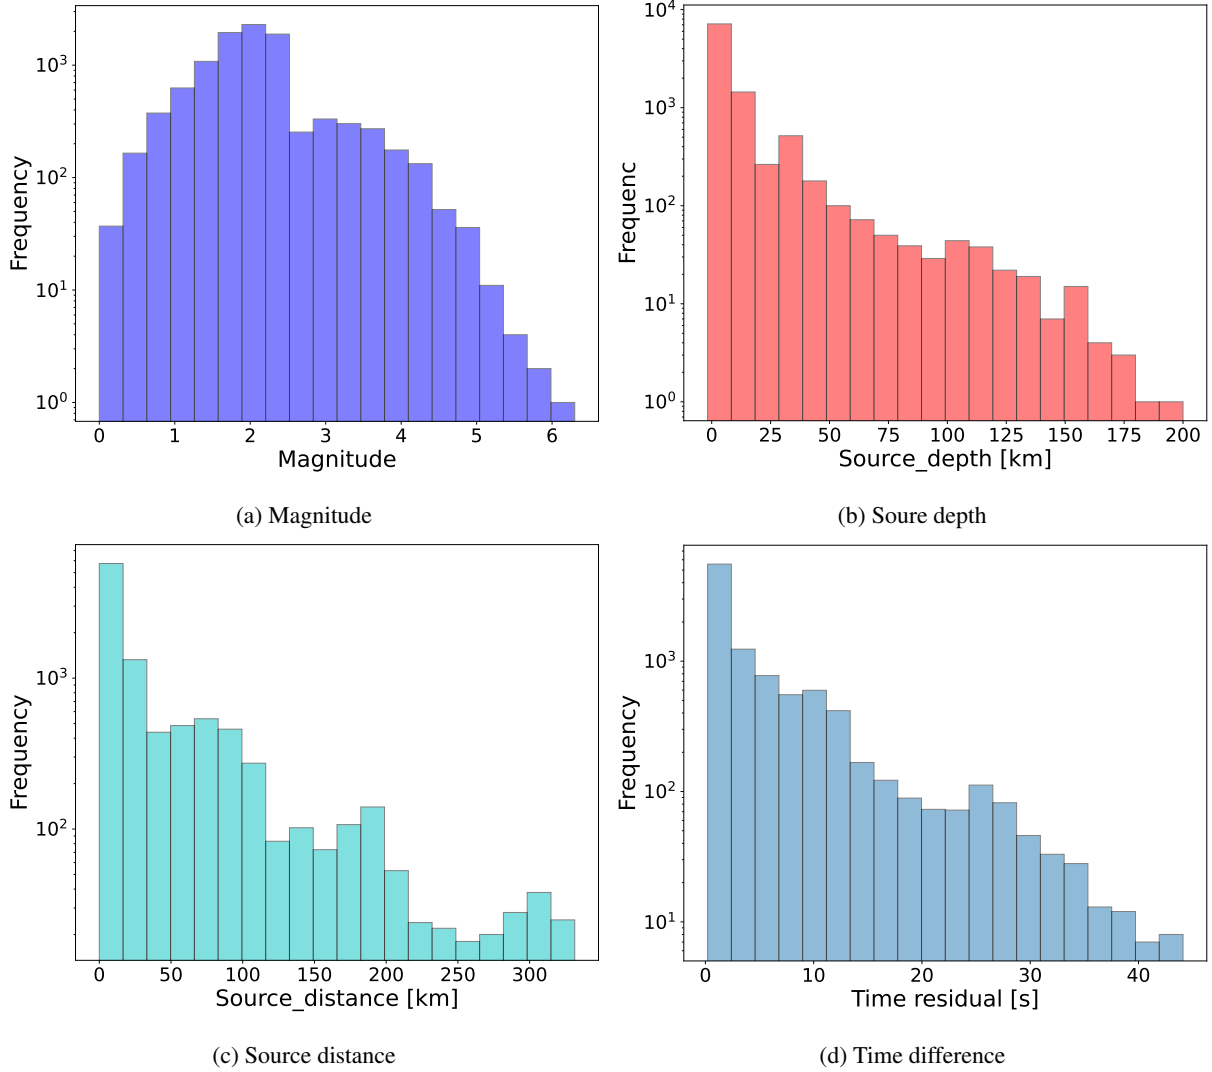 Frequency
10^3
10^2
10^1
10^0
0 1 2 3 4 5 6
Magnitude
(a) Magnitude
Frequenc
10^4
10^3
10^2
10^1
10^0
0 25 50 75 100 125 150 175 200
Source_depth [km]
(b) Soure depth
Frequency
10^3
10^2
0 50 100 150 200 250 300
Source_distance [km]
(c) Source distance
Frequency
10^3
10^2
10^1
0 10 20 30 40
Time residual [s]
(d) Time difference